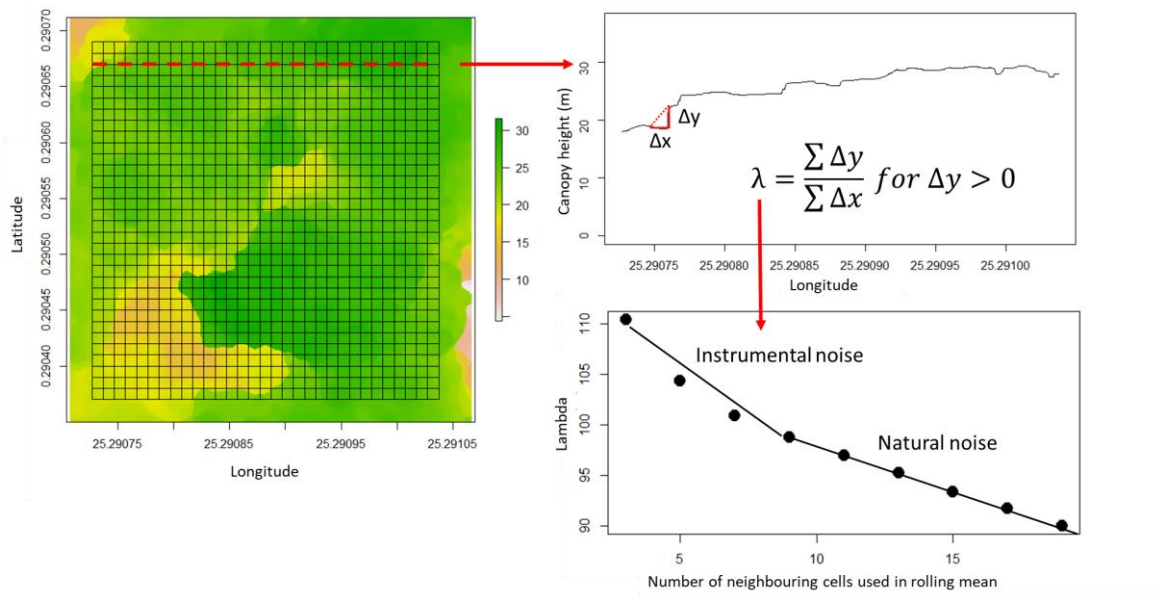 Latitude
0.29070
0.29065
0.29060
0.29055
0.29050
0.29045
0.29040
25.29075 25.29085 25.29095 25.29105
Longitude
30
25
20
15
10
Canopy height (m)
30
20
10
0
Δy
Δx
λ = ∑ Δy / ∑ Δx for Δy > 0
25.29075 25.29080 25.29085 25.29090 25.29095 25.29100
Longitude
Lambda
110
105
100
95
90
Instrumental noise
Natural noise
5 10 15
Number of neighbouring cells used in rolling mean